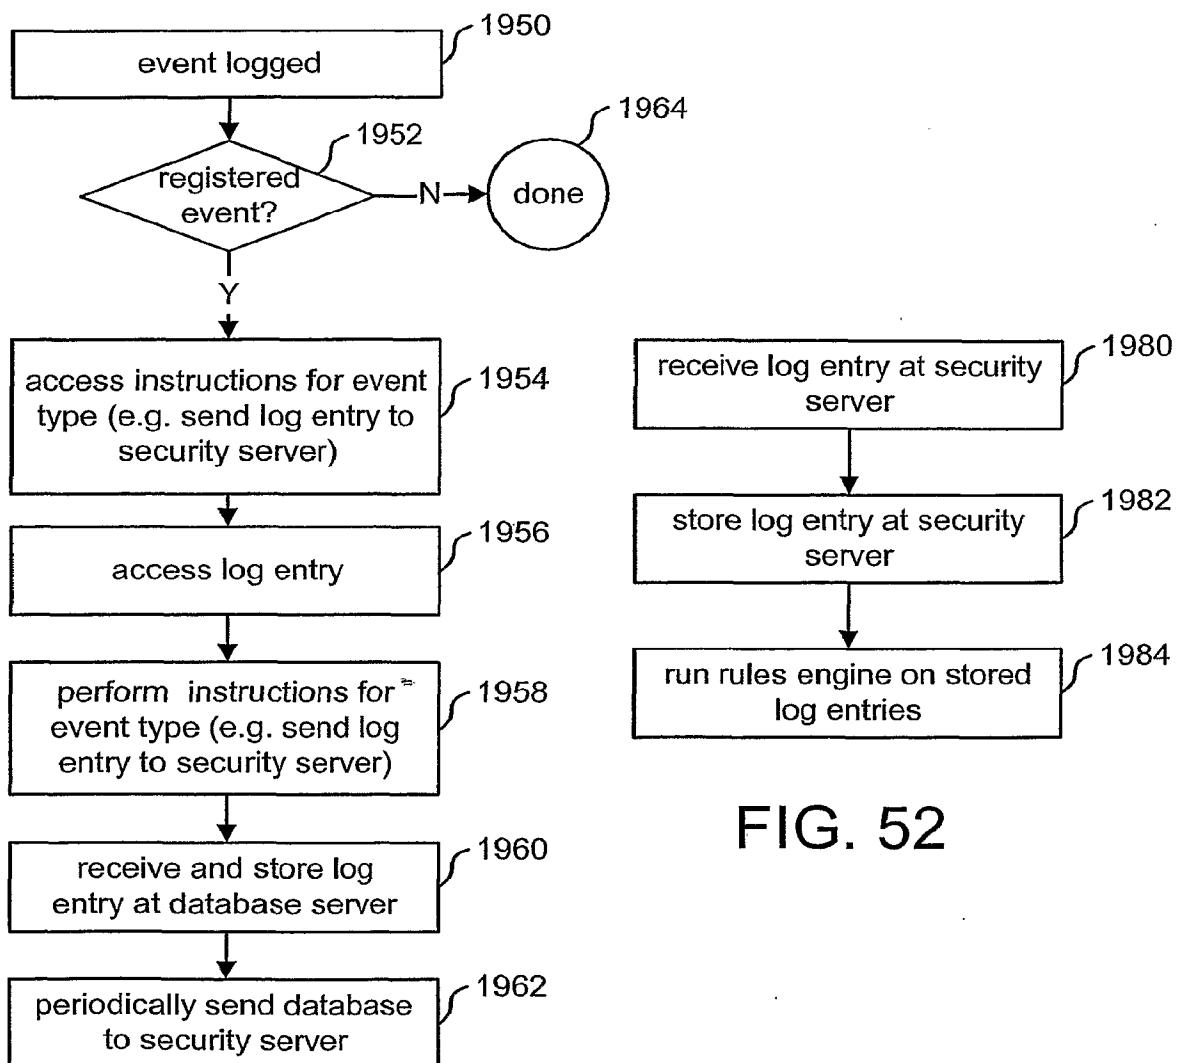 event logged
1950
registered
event?
1952
N
done
1964
Y
access instructions for event
type (e.g. send log entry to
security server)
1954
access log entry
1956
perform instructions for
event type (e.g. send log
entry to security server)
1958
receive and store log
entry at database server
1960
periodically send database
to security server
1962
receive log entry at security
server
1980
store log entry at security
server
1982
run rules engine on stored
log entries
1984
FIG. 52